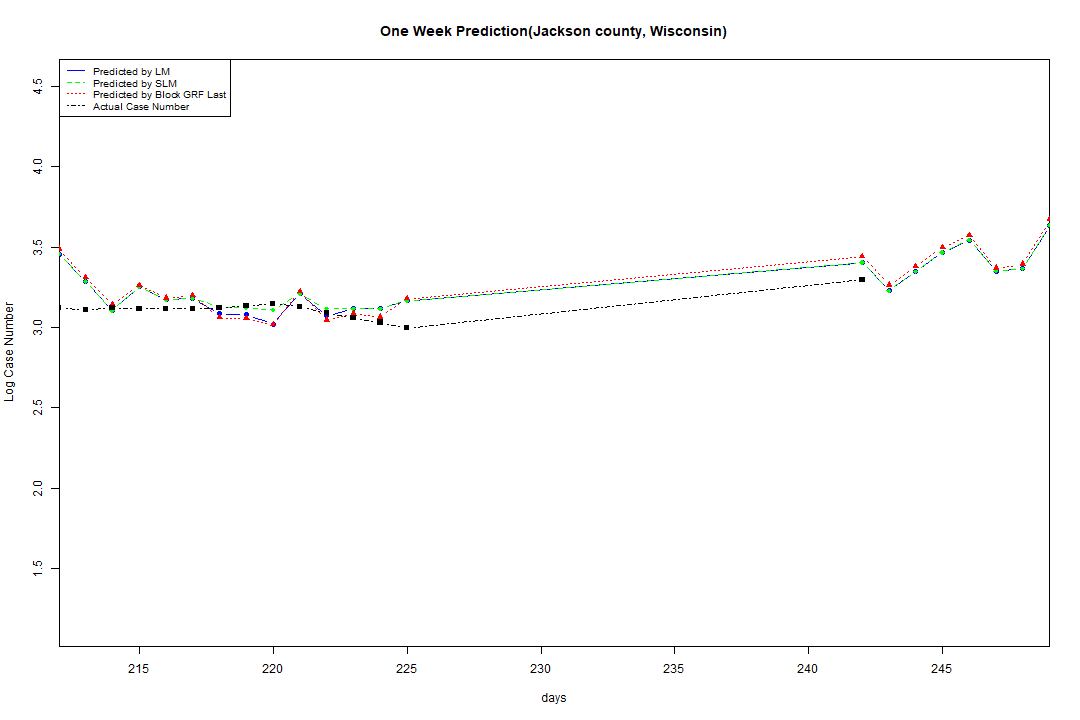 One Week Prediction(Jackson county, Wisconsin)
Predicted by LM
Predicted by SLM
Predicted by Block GRF Last
Actual Case Number
4.5
4.0
3.5
3.0
2.5
2.0
1.5
Log Case Number
215
220
225
230
235
240
245
days